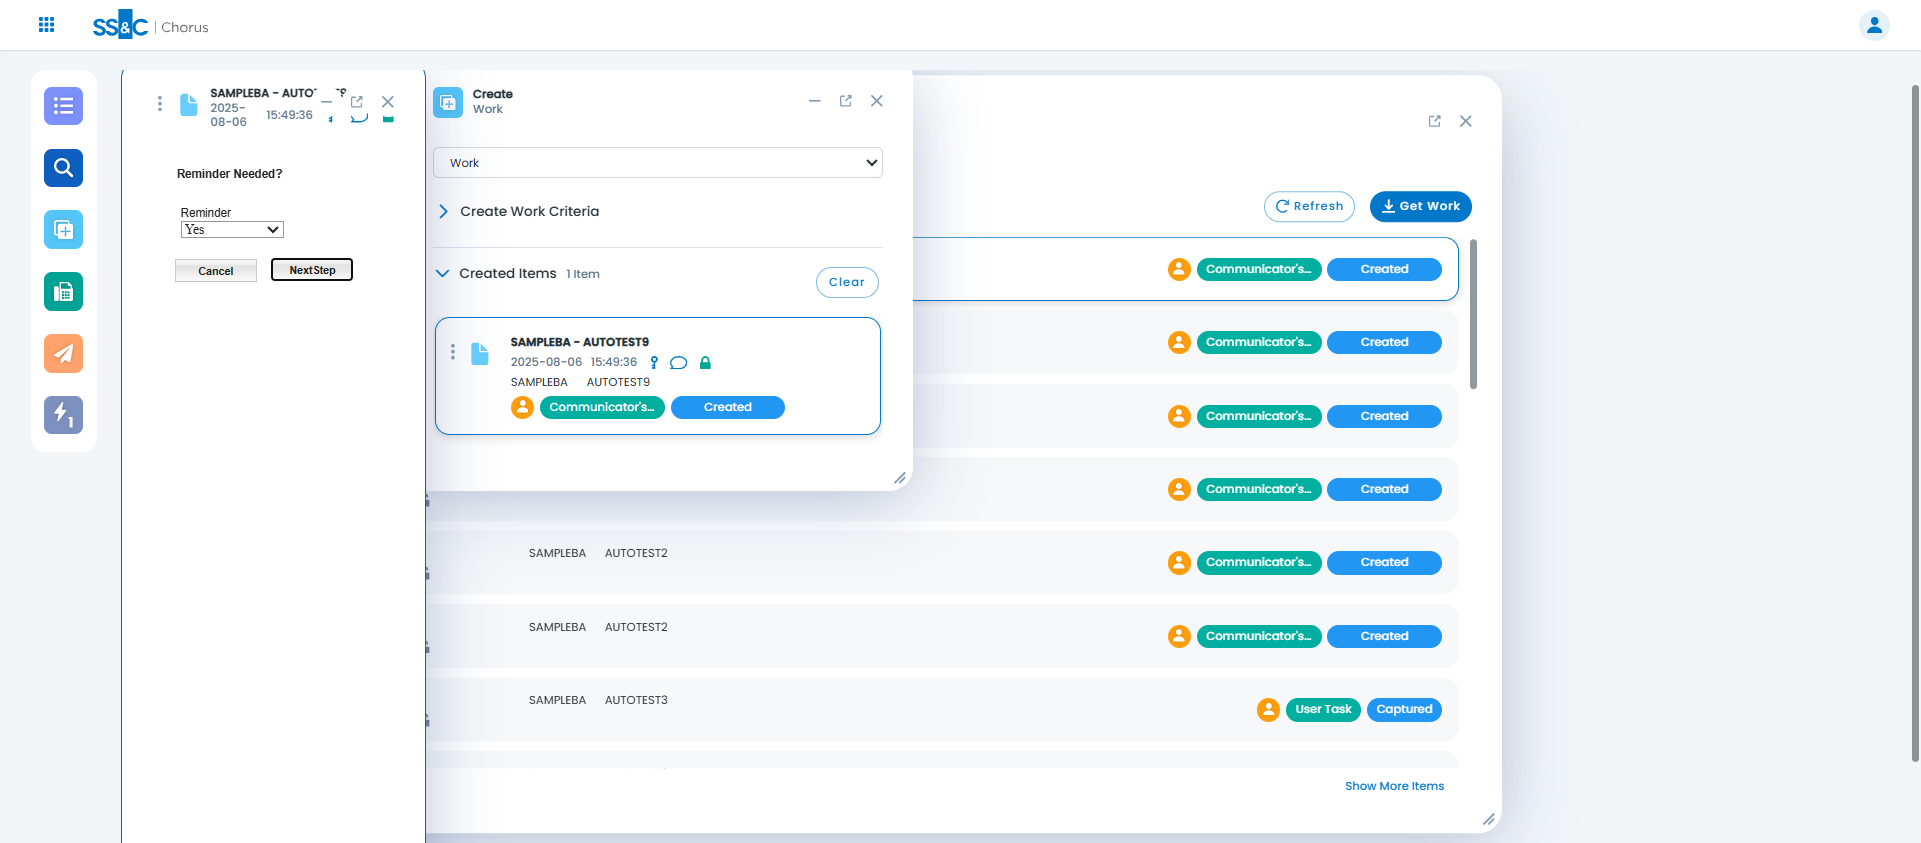 SS&C | Chorus
SAMPLEBA - AUTOTEST9
2025-08-06 15:49:36
Reminder Needed?
Reminder
Yes
Cancel NextStep
Create
Work
Work
Create Work Criteria
Created Items 1 Item
Clear
SAMPLEBA - AUTOTEST9
2025-08-06 15:49:36
SAMPLEBA AUTOTEST9
Communicator's... Created
Refresh Get Work
Communicator's... Created
Communicator's... Created
Communicator's... Created
Communicator's... Created
SAMPLEBA AUTOTEST2 Communicator's... Created
SAMPLEBA AUTOTEST2 Communicator's... Created
SAMPLEBA AUTOTEST3 User Task Captured
Show More Items
1